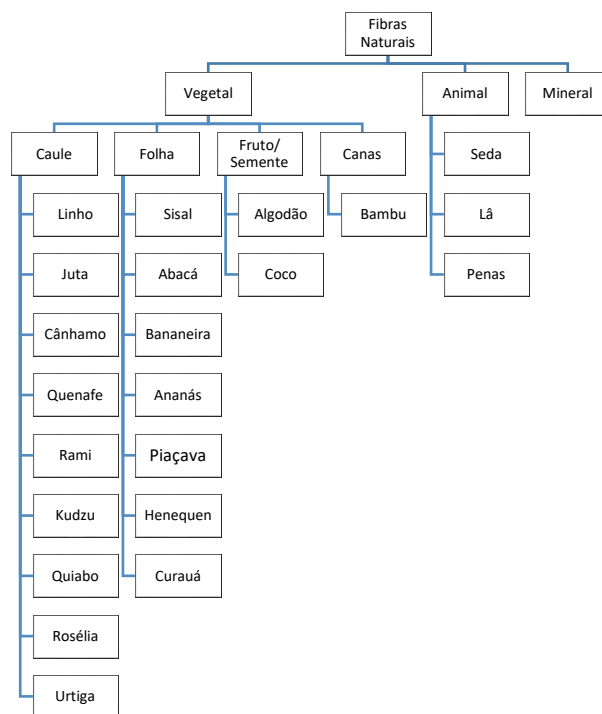 Fibras
Naturais
Vegetal
Animal
Mineral
Caule
Folha
Fruto/
Semente
Canas
Seda
Linho
Sisal
Algodão
Bambu
Lâ
Juta
Abacá
Coco
Penas
Cânhamo
Bananeira
Quenafe
Ananás
Rami
Piaçava
Kudzu
Henequen
Quiabo
Curauá
Rosélia
Urtiga